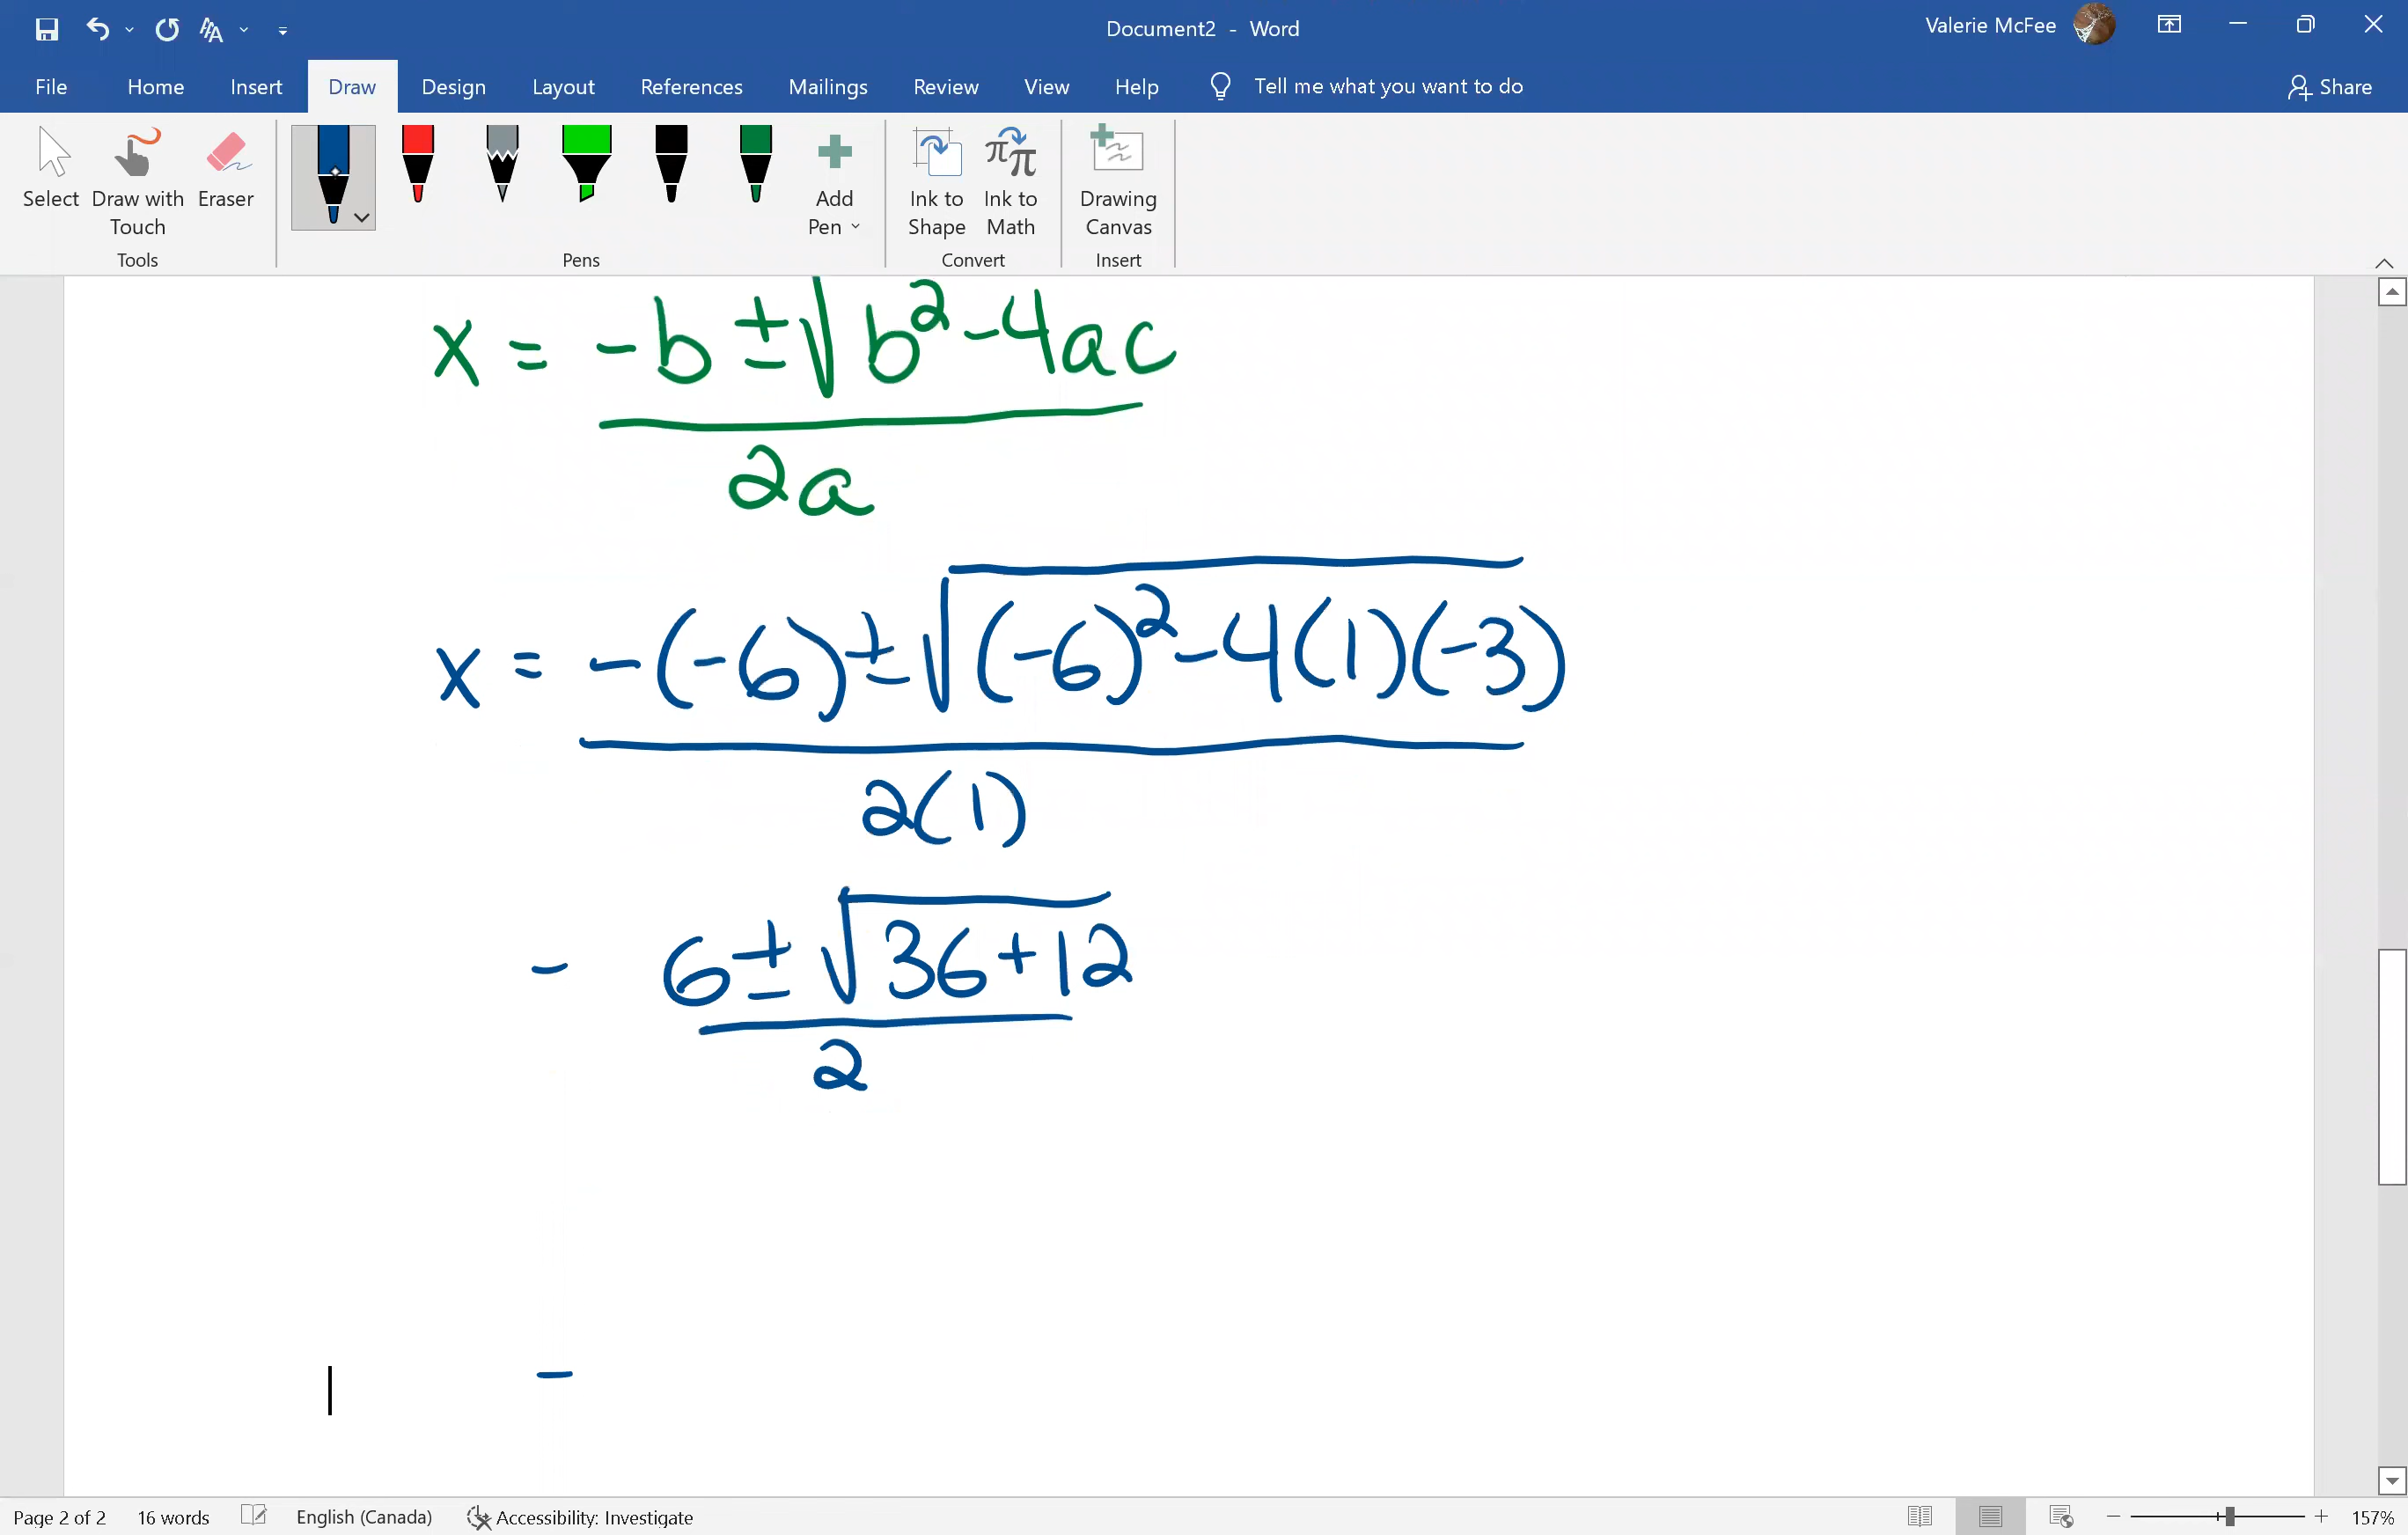 Document2 - Word
Valerie McFee
File Home Insert Draw Design Layout References Mailings Review View Help Tell me what you want to do Share
Select Draw with Touch Eraser
Tools
Pens
Add Pen
Ink to Shape Ink to Math
Convert
Drawing Canvas
Insert
x = -b ± √ b² - 4ac
2a
x = -(-6) ± √(-6)² - 4(1)(-3)
2(1)
- 6 ± √36+12
2
-
Page 2 of 2 16 words English (Canada) Accessibility: Investigate 157%